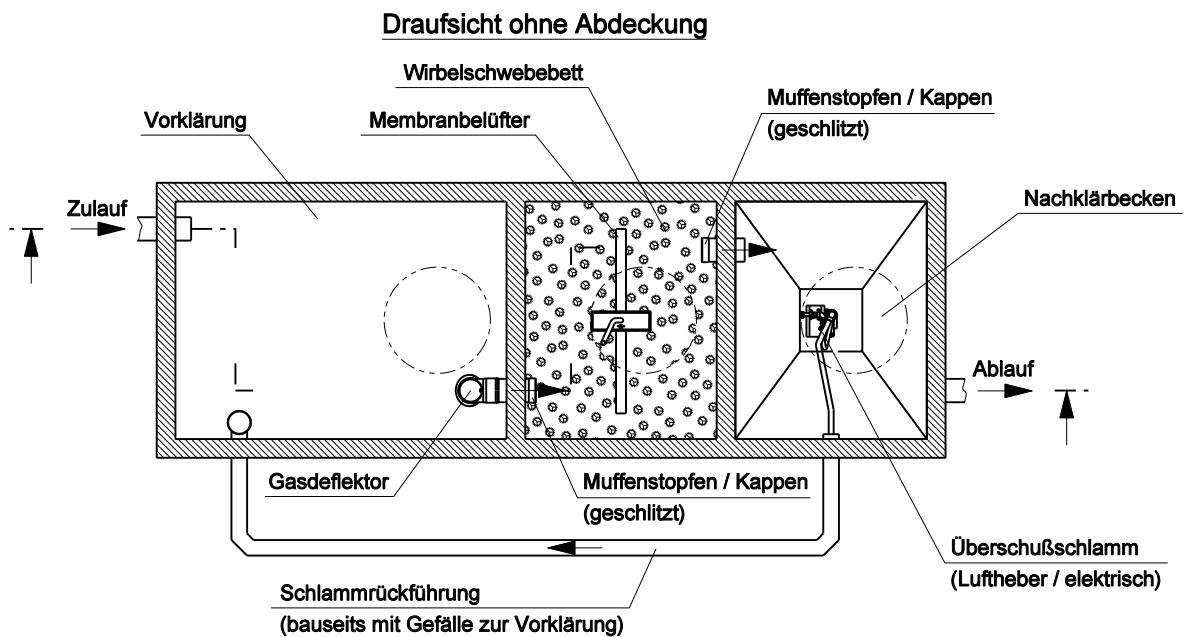 Draufsicht ohne Abdeckung
Wirbelschwebebett
Muffenstopfen / Kappen
(geschlitzt)
Vorklärung
Membranbelüfter
Zulauf
Nachklärbecken
Ablauf
Gasdeflektor
Muffenstopfen / Kappen
(geschlitzt)
Überschußschlamm
(Luftheber / elektrisch)
Schlammrückführung
(bauseits mit Gefälle zur Vorklärung)